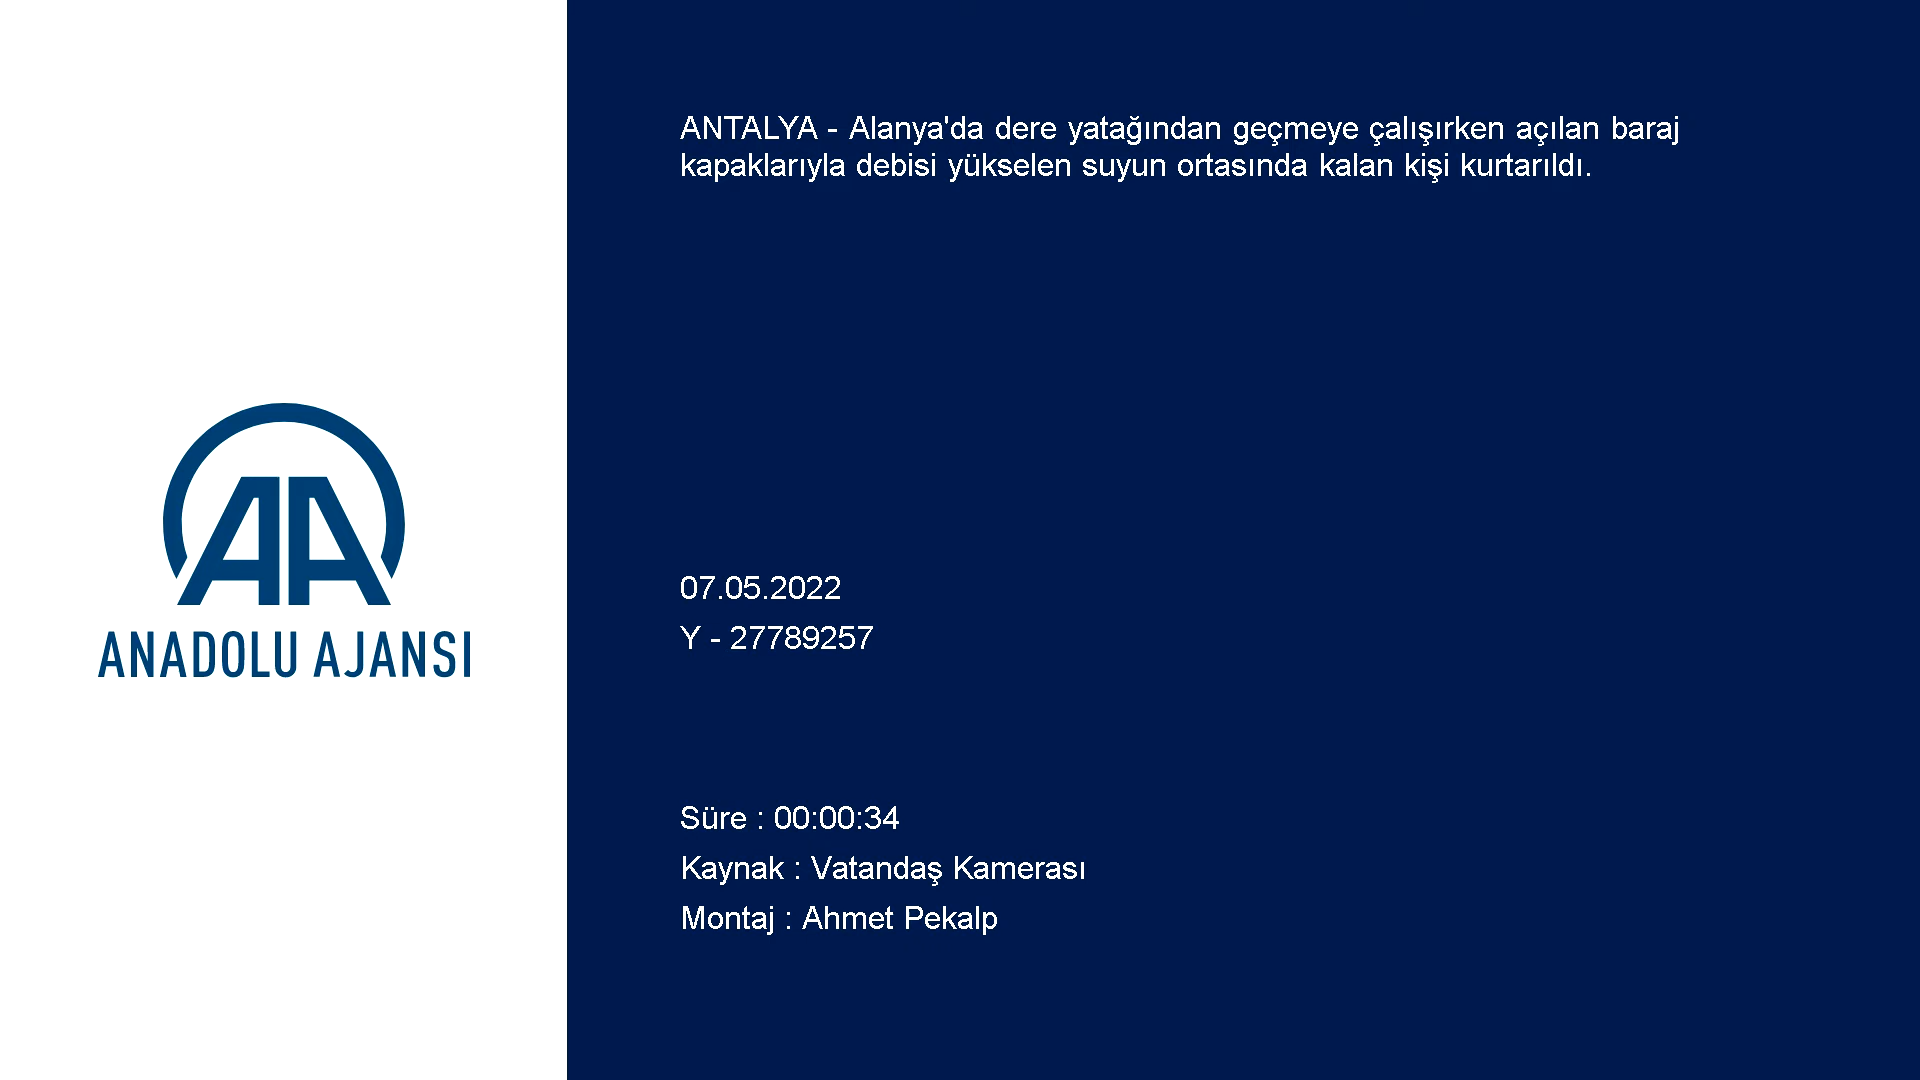 ANTALYA - Alanya'da dere yatağından geçmeye çalışırken açılan baraj
kapaklarıyla debisi yükselen suyun ortasında kalan kişi kurtarıldı.
AA
ANADOLU AJANSI
07.05.2022
Y - 27789257
Süre : 00:00:34
Kaynak : Vatandaş Kamerası
Montaj : Ahmet Pekalp